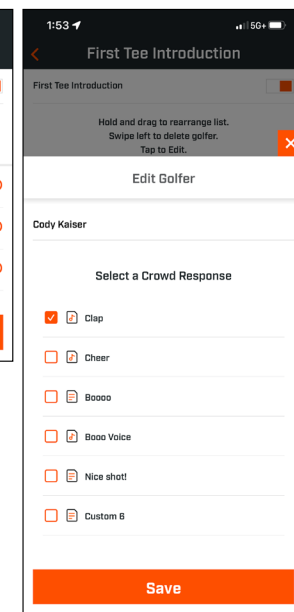 1:53
5G+
First Tee Introduction
First Tee Introduction
Hold and drag to rearrange list.
Swipe left to delete golfer.
Tap to Edit.
Edit Golfer
Cody Kaiser
Select a Crowd Response
Clap
Cheer
Boooo
Booo Voice
Nice shot!
Custom 6
Save